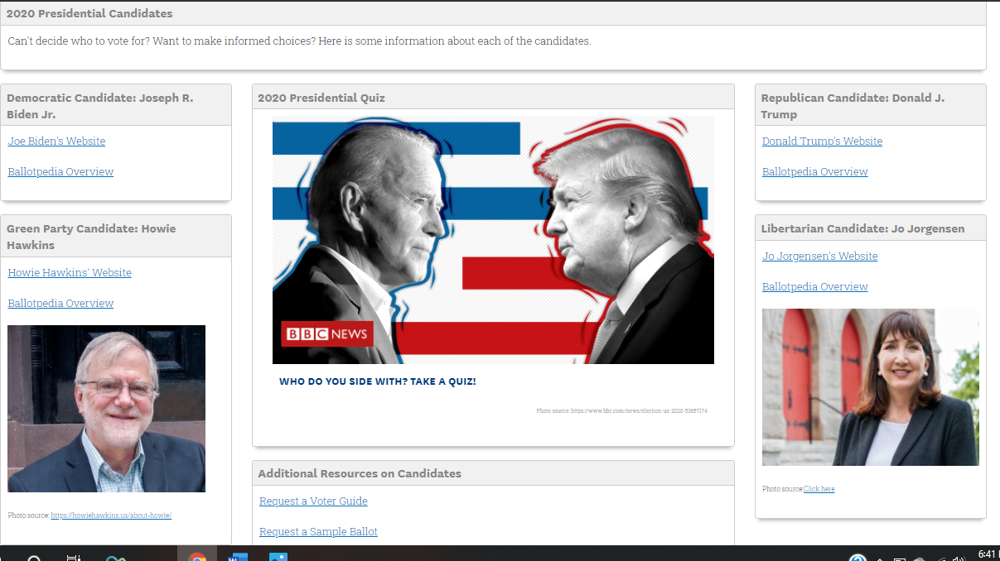 2020 Presidential Candidates
Can't decide who to vote for? Want to make informed choices? Here is some information about each of the candidates.
Democratic Candidate: Joseph R.
Biden Jr.
Joe Biden's Website
Ballotpedia Overview
Green Party Candidate: Howie
Hawkins
Howie Hawkins' Website
Ballotpedia Overview
Photo source: https://howiehawkins.us/about-howie/
2020 Presidential Quiz
BBC NEWS
WHO DO YOU SIDE WITH? TAKE A QUIZ!
Photo source: https://www.bbc.com/news/election-us-2020-53657174
Additional Resources on Candidates
Request a Voter Guide
Request a Sample Ballot
Republican Candidate: Donald J.
Trump
Donald Trump's Website
Ballotpedia Overview
Libertarian Candidate: Jo Jorgensen
Jo Jorgensen's Website
Ballotpedia Overview
Photo source:Click here
6:41